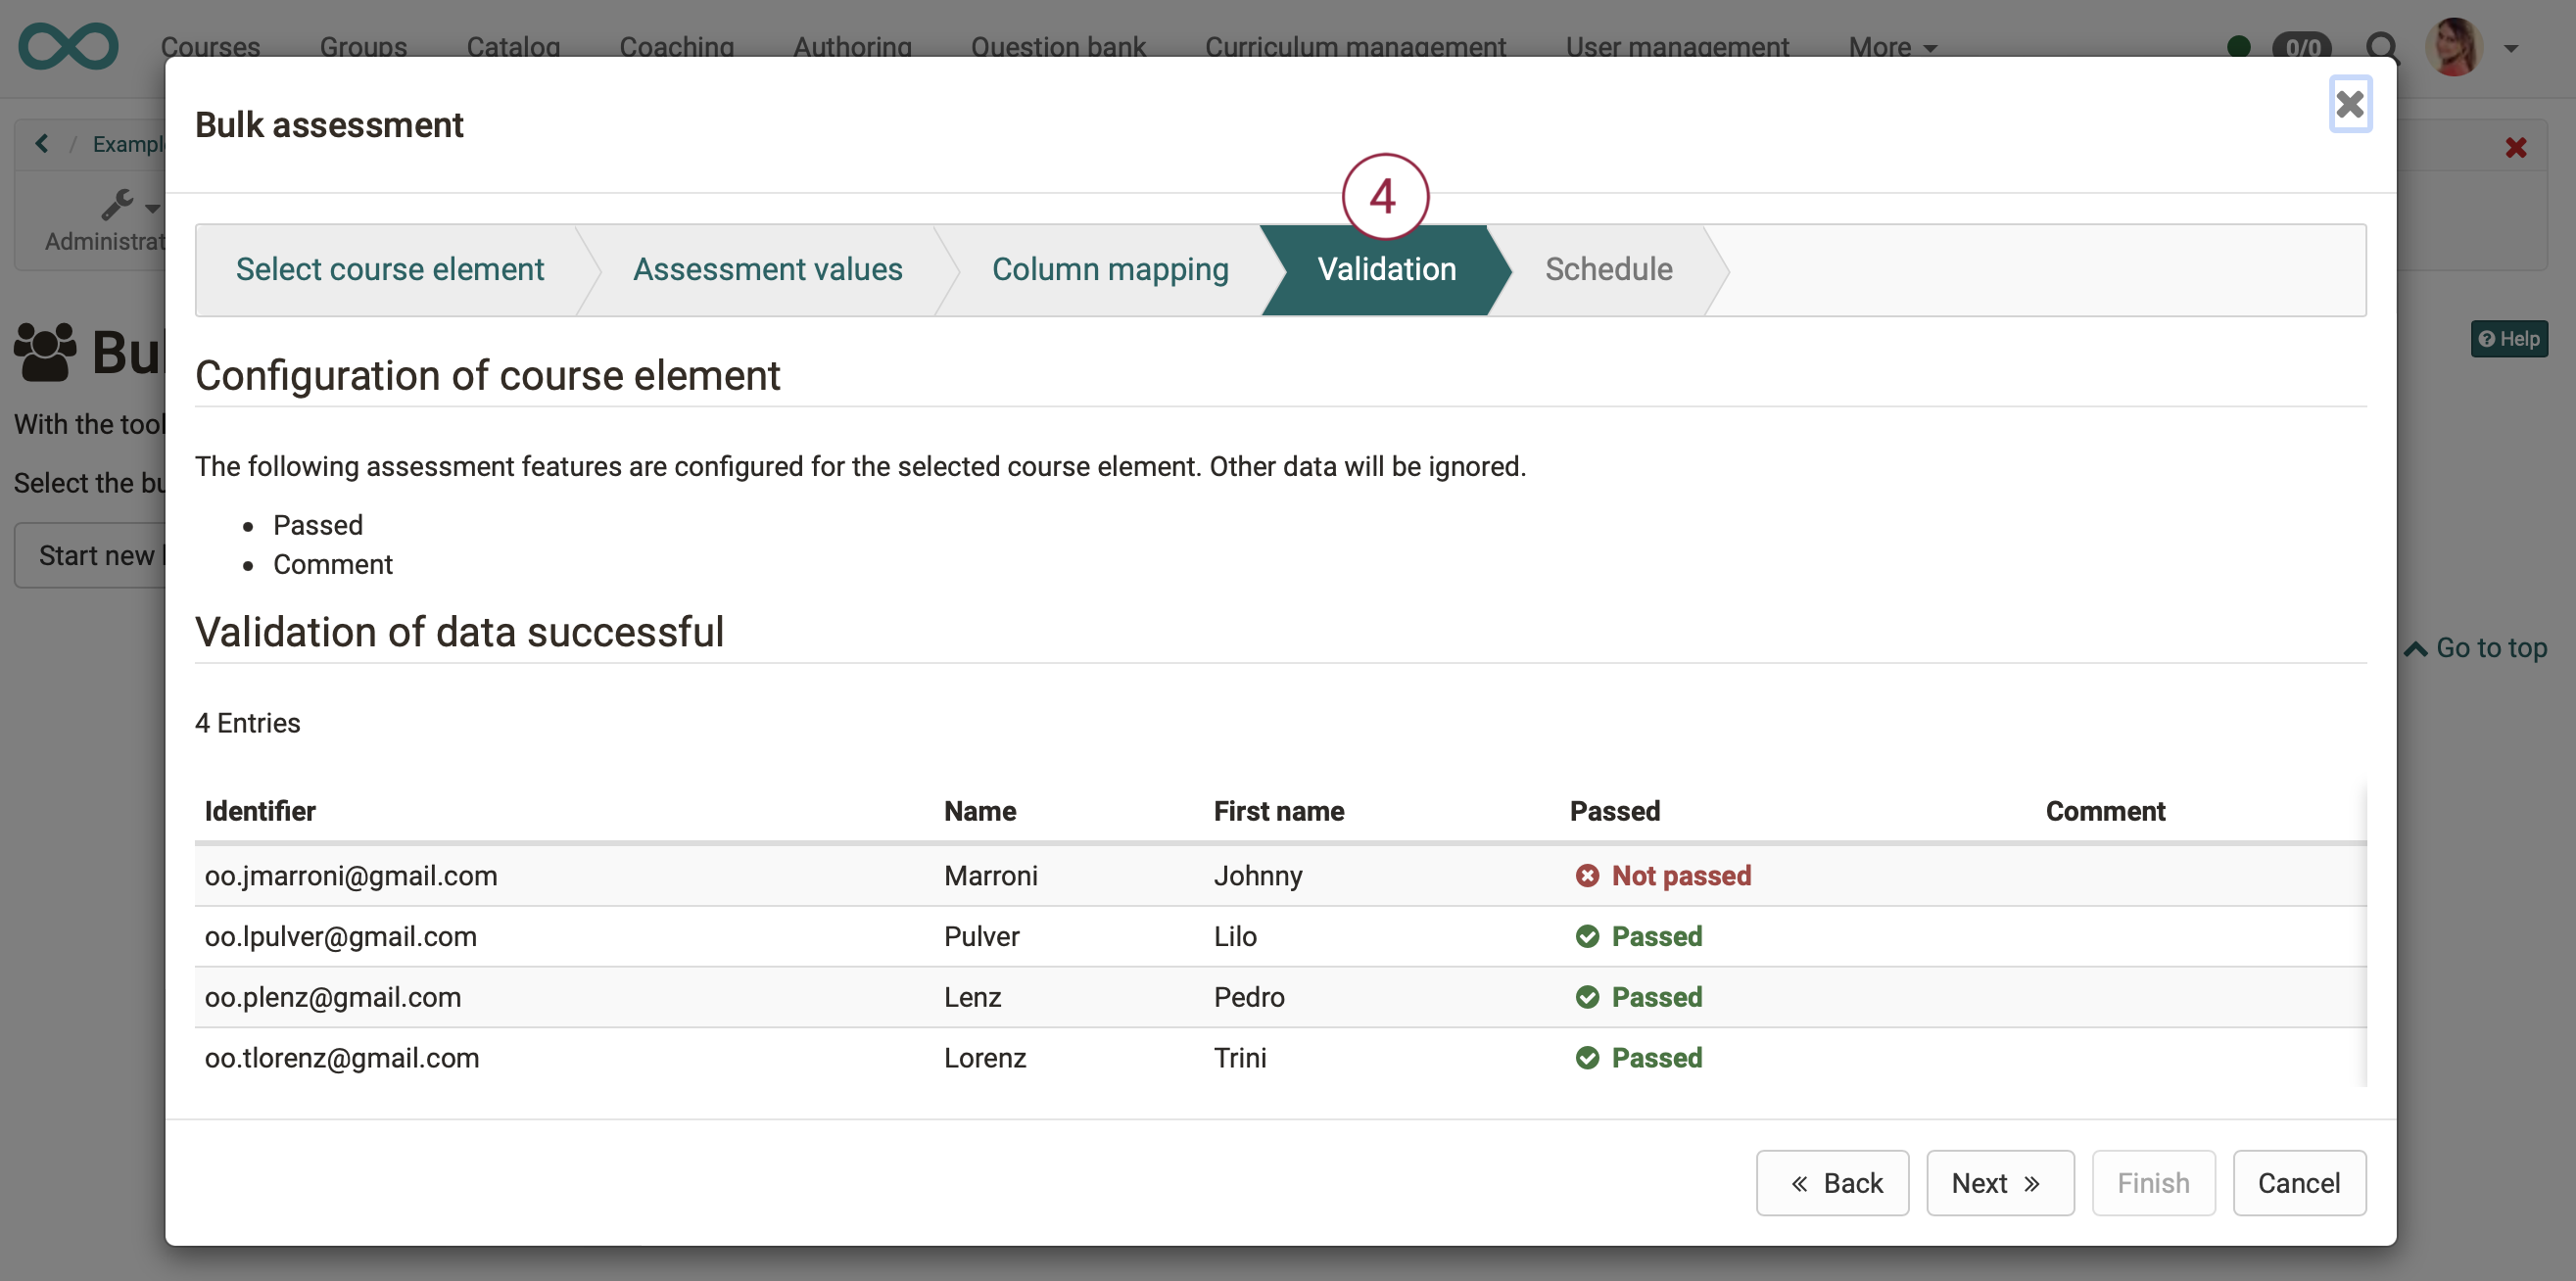 Courses Groups Catalog Coaching Authoring Question bank Curriculum management User management More 0/0
Bulk assessment
Administrat
4
Select course element Assessment values Column mapping Validation Schedule
Help
Configuration of course element
With the tool
The following assessment features are configured for the selected course element. Other data will be ignored.
Select the bu
Passed
Start new
Comment
Validation of data successful
Go to top
4 Entries
Identifier Name First name Passed Comment
oo.jmarroni@gmail.com Marroni Johnny Not passed
oo.lpulver@gmail.com Pulver Lilo Passed
oo.plenz@gmail.com Lenz Pedro Passed
oo.tlorenz@gmail.com Lorenz Trini Passed
« Back Next » Finish Cancel